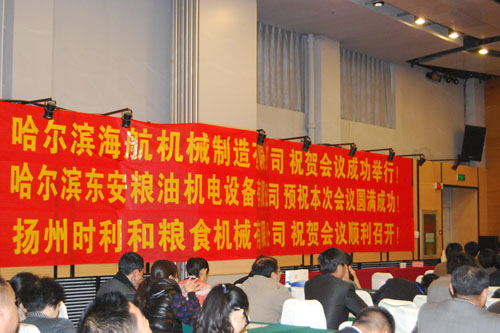 哈尔滨海航机械制造有限公司 祝贺会议成功举行!
哈尔滨东安粮油机电设备有限公司 预祝本次会议圆满成功!
扬州时利和粮食机械有限公司 祝贺会议顺利召开!